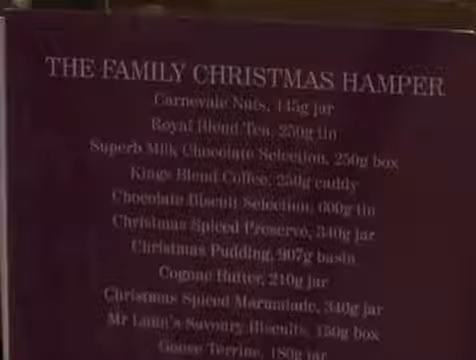 THE FAMILY CHRISTMAS HAMPER
Carnevale Nuts, 145g jar
Royal Blend Tea, 250g tin
Superb Milk Chocolate Selection, 250g box
Kings Blend Coffee, 250g caddy
Chocolate Biscuit Selection, 600g tin
Christmas Spiced Preserve, 340g jar
Christmas Pudding, 907g basin
Cognac Butter, 210g jar
Christmas Spiced Marmalade, 340g jar
Mr Savoury Biscuits, 150g box
Goose Terrine, 180g jar